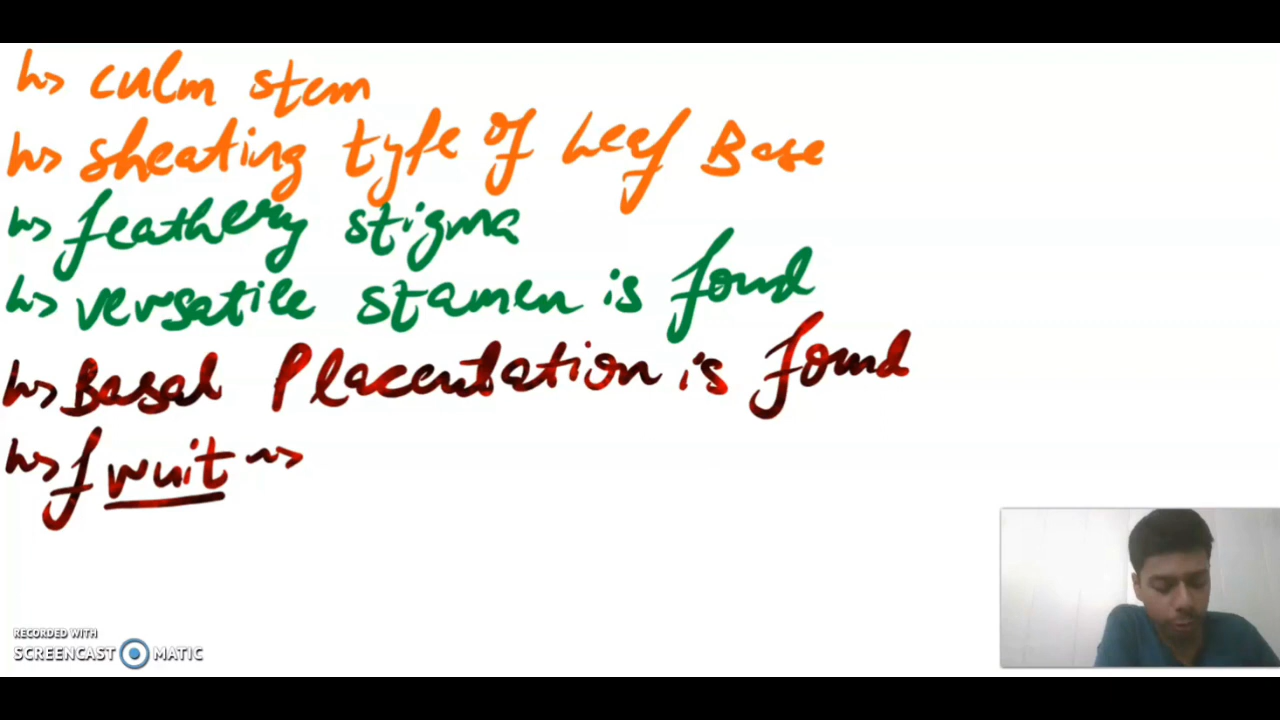 ↳ culm stem
↳ sheating type of Leaf Base
↳ feathery stigma
↳ versatile stamen is found
↳ Basal Placentation is found
↳ fruit ~>
RECORDED WITH
SCREENCAST MATIC